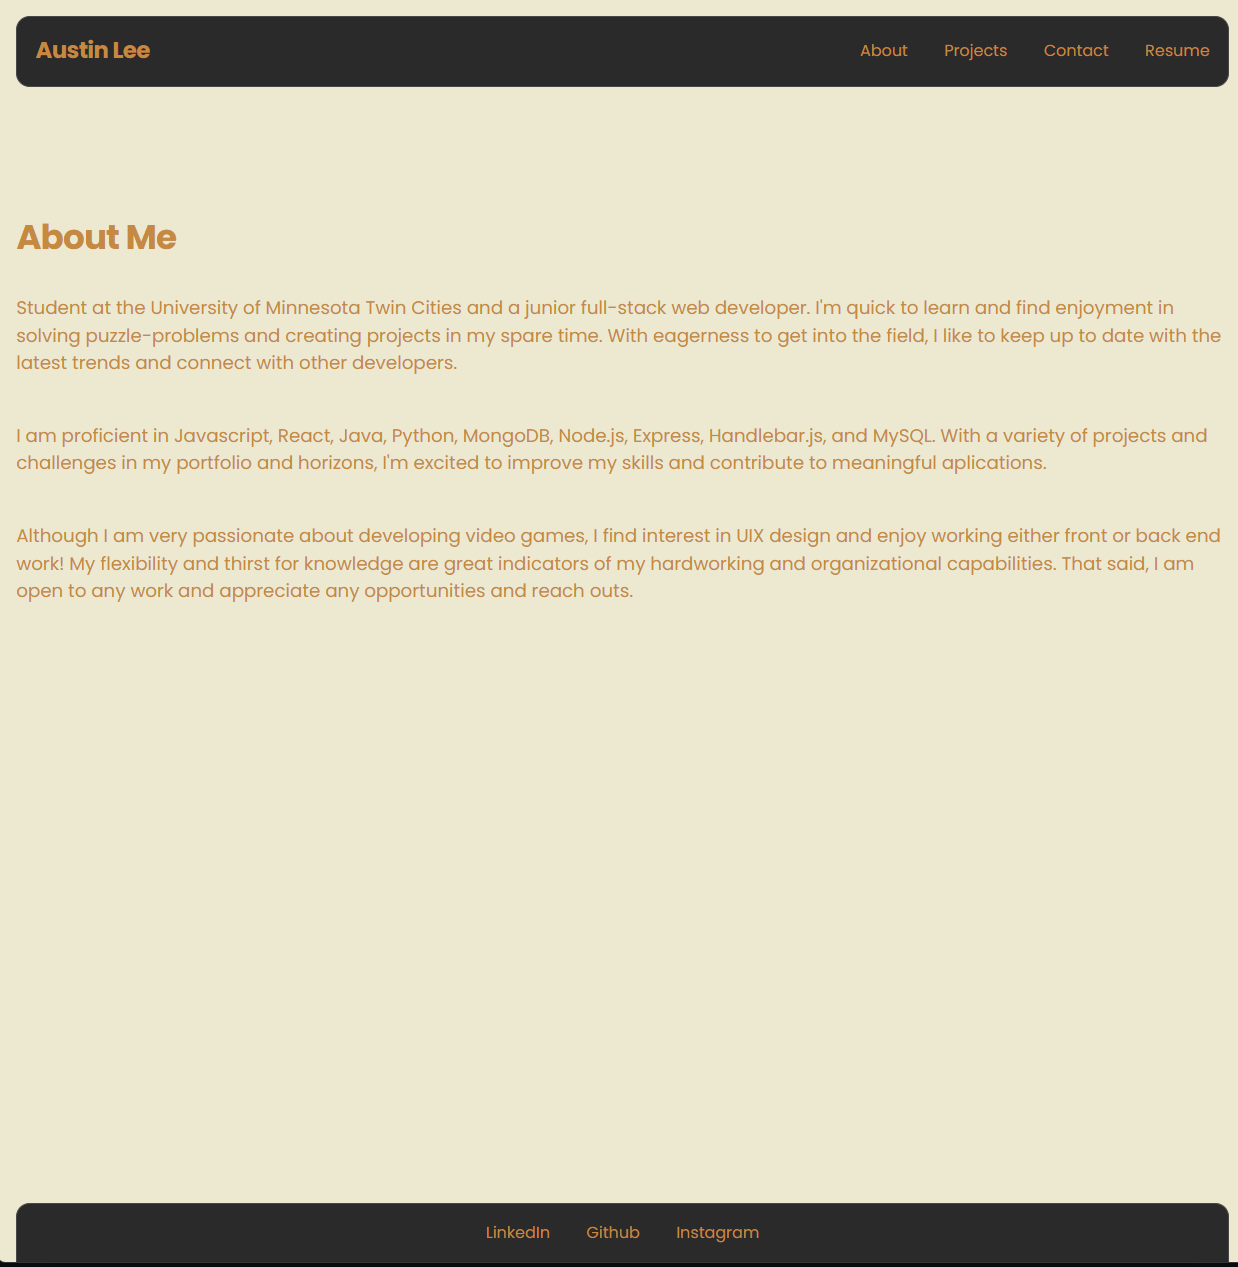 Austin Lee
About Projects Contact Resume
About Me
Student at the University of Minnesota Twin Cities and a junior full-stack web developer. I'm quick to learn and find enjoyment in
solving puzzle-problems and creating projects in my spare time. With eagerness to get into the field, I like to keep up to date with the
latest trends and connect with other developers.
I am proficient in Javascript, React, Java, Python, MongoDB, Node.js, Express, Handlebar.js, and MySQL. With a variety of projects and
challenges in my portfolio and horizons, I'm excited to improve my skills and contribute to meaningful aplications.
Although I am very passionate about developing video games, I find interest in UIX design and enjoy working either front or back end
work! My flexibility and thirst for knowledge are great indicators of my hardworking and organizational capabilities. That said, I am
open to any work and appreciate any opportunities and reach outs.
LinkedIn Github Instagram